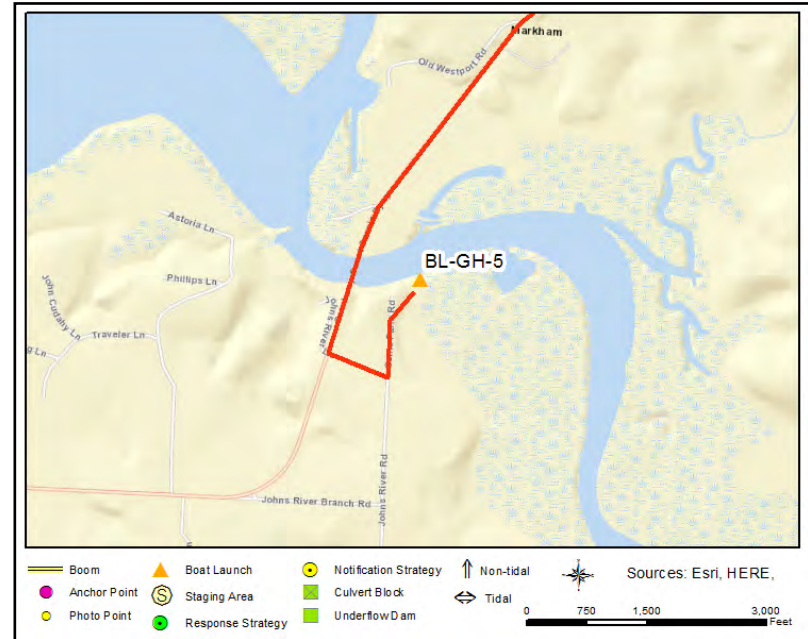 Markham
Old Westport Rd
Astoria Ln
BL-GH-5
Phillips Ln
John Cudahy Ln
Johns River
Traveler Ln
Ln
Johns River Rd
Johns River Branch Rd
Boom
Boat Launch
Notification Strategy
Non-tidal
Sources: Esri, HERE,
Anchor Point
S
Staging Area
Culvert Block
Tidal
Photo Point
Response Strategy
Underflow Dam
0 750 1,500 3,000
Feet